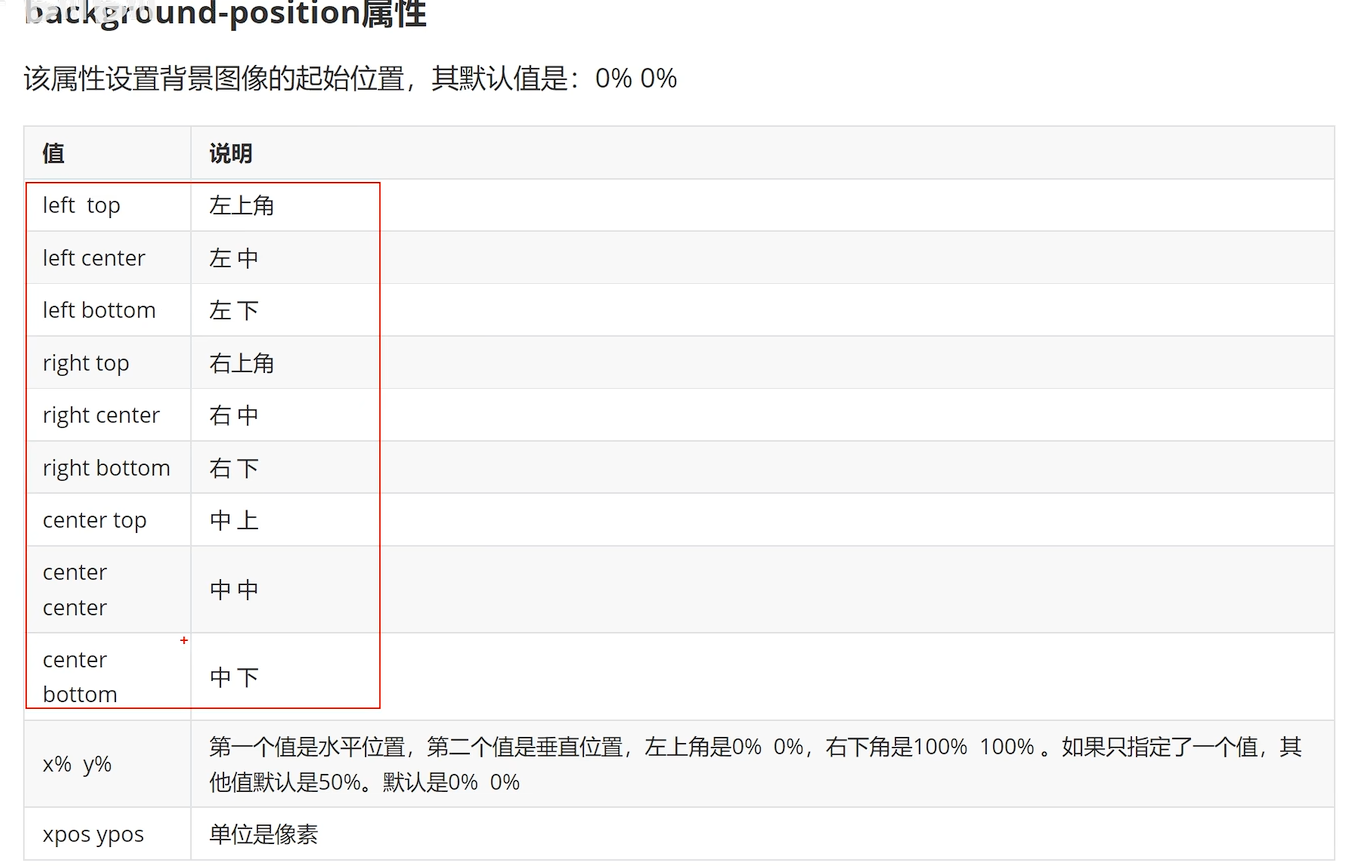 background-position属性
该属性设置背景图像的起始位置，其默认值是：0% 0%
值 说明
left top 左上角
left center 左 中
left bottom 左 下
right top 右上角
right center 右 中
right bottom 右 下
center top 中 上
center
center
中 中
center
bottom
中 下
x% y%
第一个值是水平位置，第二个值是垂直位置，左上角是0% 0%，右下角是100% 100% 。如果只指定了一个值，其
他值默认是50%。默认是0% 0%
xpos ypos 单位是像素